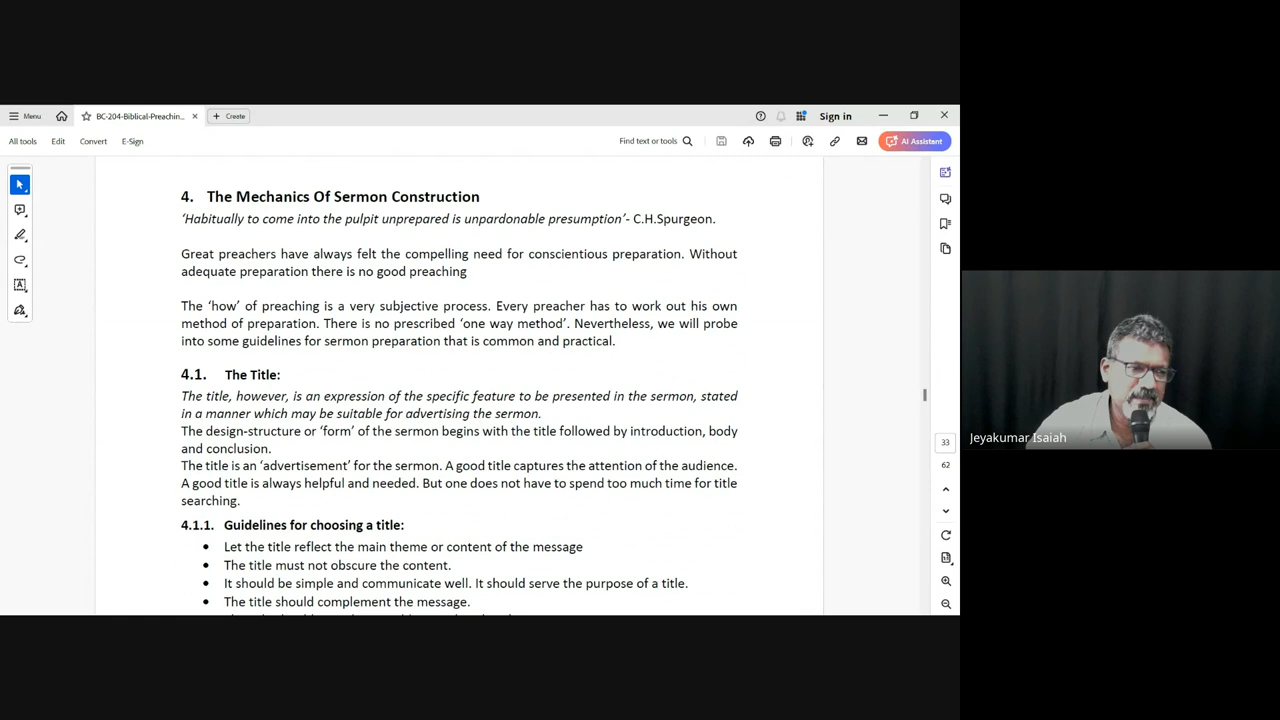 Menu
BC-204-Biblical-Preachin...
Create
Sign in
All tools
Edit
Convert
E-Sign
Find text or tools
AI Assistant
4. The Mechanics Of Sermon Construction
‘Habitually to come into the pulpit unprepared is unpardonable presumption’- C.H.Spurgeon.
Great preachers have always felt the compelling need for conscientious preparation. Without
adequate preparation there is no good preaching
The ‘how’ of preaching is a very subjective process. Every preacher has to work out his own
method of preparation. There is no prescribed ‘one way method’. Nevertheless, we will probe
into some guidelines for sermon preparation that is common and practical.
4.1. The Title:
The title, however, is an expression of the specific feature to be presented in the sermon, stated
in a manner which may be suitable for advertising the sermon.
The design-structure or ‘form’ of the sermon begins with the title followed by introduction, body
and conclusion.
The title is an ‘advertisement’ for the sermon. A good title captures the attention of the audience.
A good title is always helpful and needed. But one does not have to spend too much time for title
searching.
4.1.1. Guidelines for choosing a title:
• Let the title reflect the main theme or content of the message
• The title must not obscure the content.
• It should be simple and communicate well. It should serve the purpose of a title.
• The title should complement the message.
33
62
Jeyakumar Isaiah